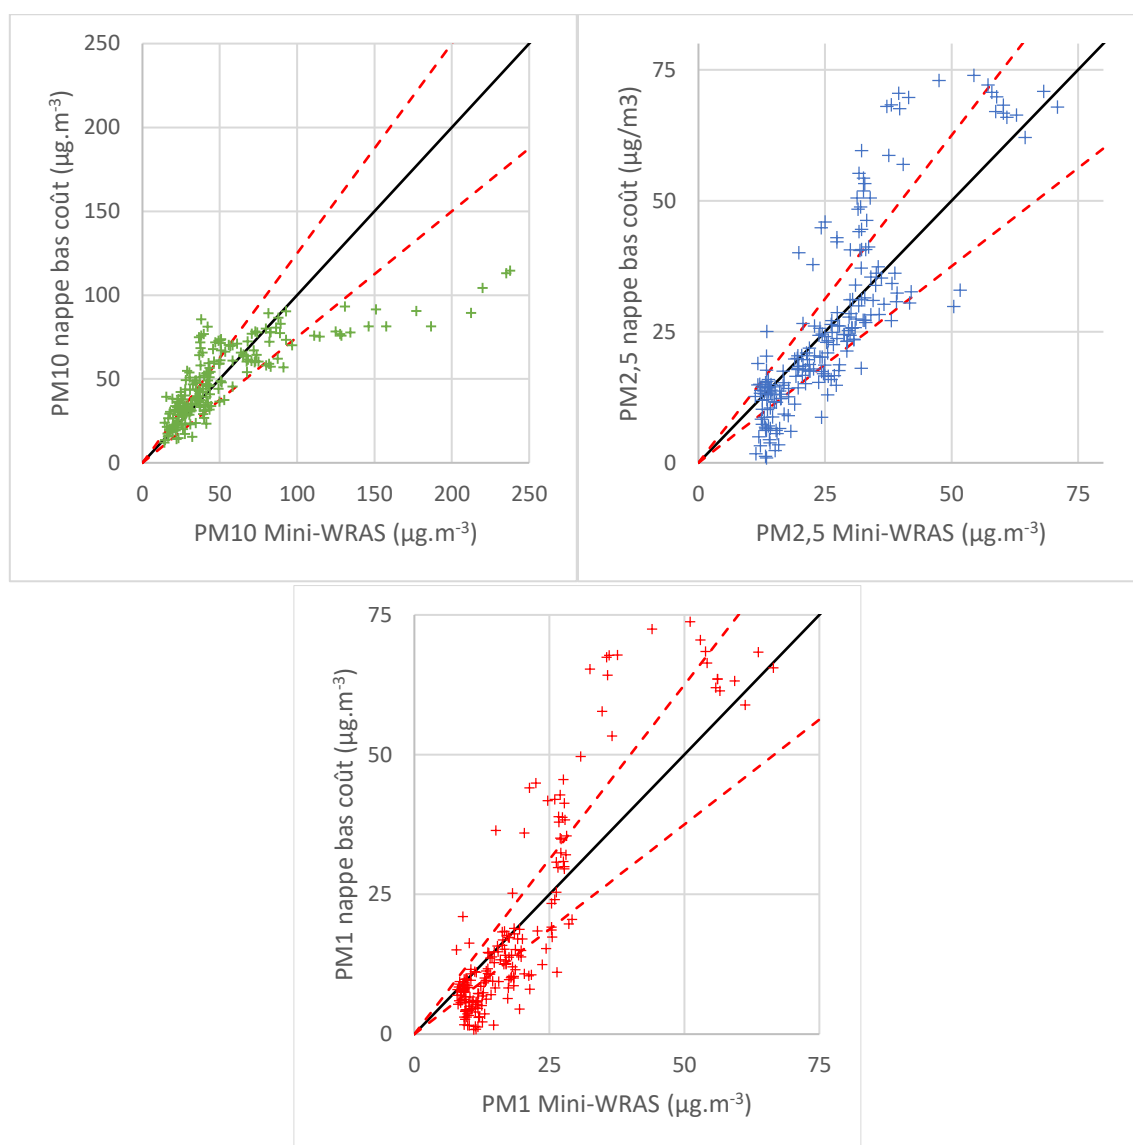 PM10 nappe bas coût (µg.m⁻³)
250
200
150
100
50
0
0 50 100 150 200 250
PM10 Mini-WRAS (µg.m⁻³)
PM2,5 nappe bas coût (µg/m3)
75
50
25
0
0 25 50 75
PM2,5 Mini-WRAS (µg.m⁻³)
PM1 nappe bas coût (µg.m⁻³)
75
50
25
0
0 25 50 75
PM1 Mini-WRAS (µg.m⁻³)